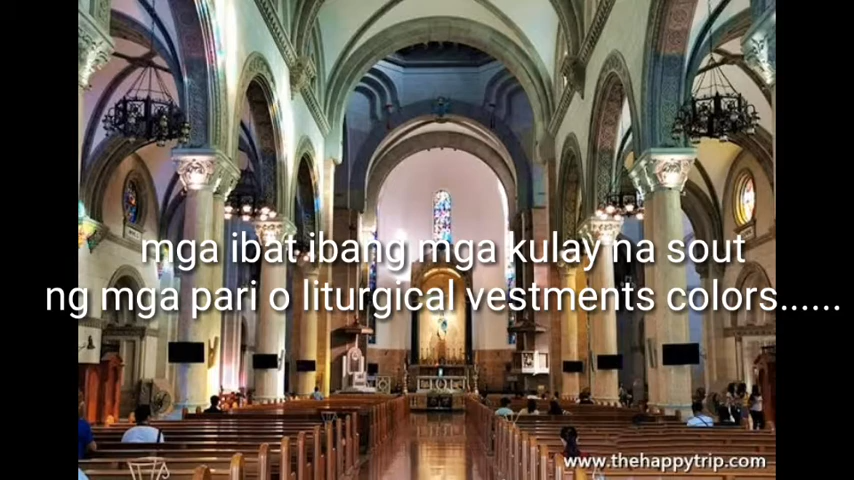 mga ibat ibang mga kulay na sout
ng mga pari o liturgical vestments colors......
www.thehappytrip.com